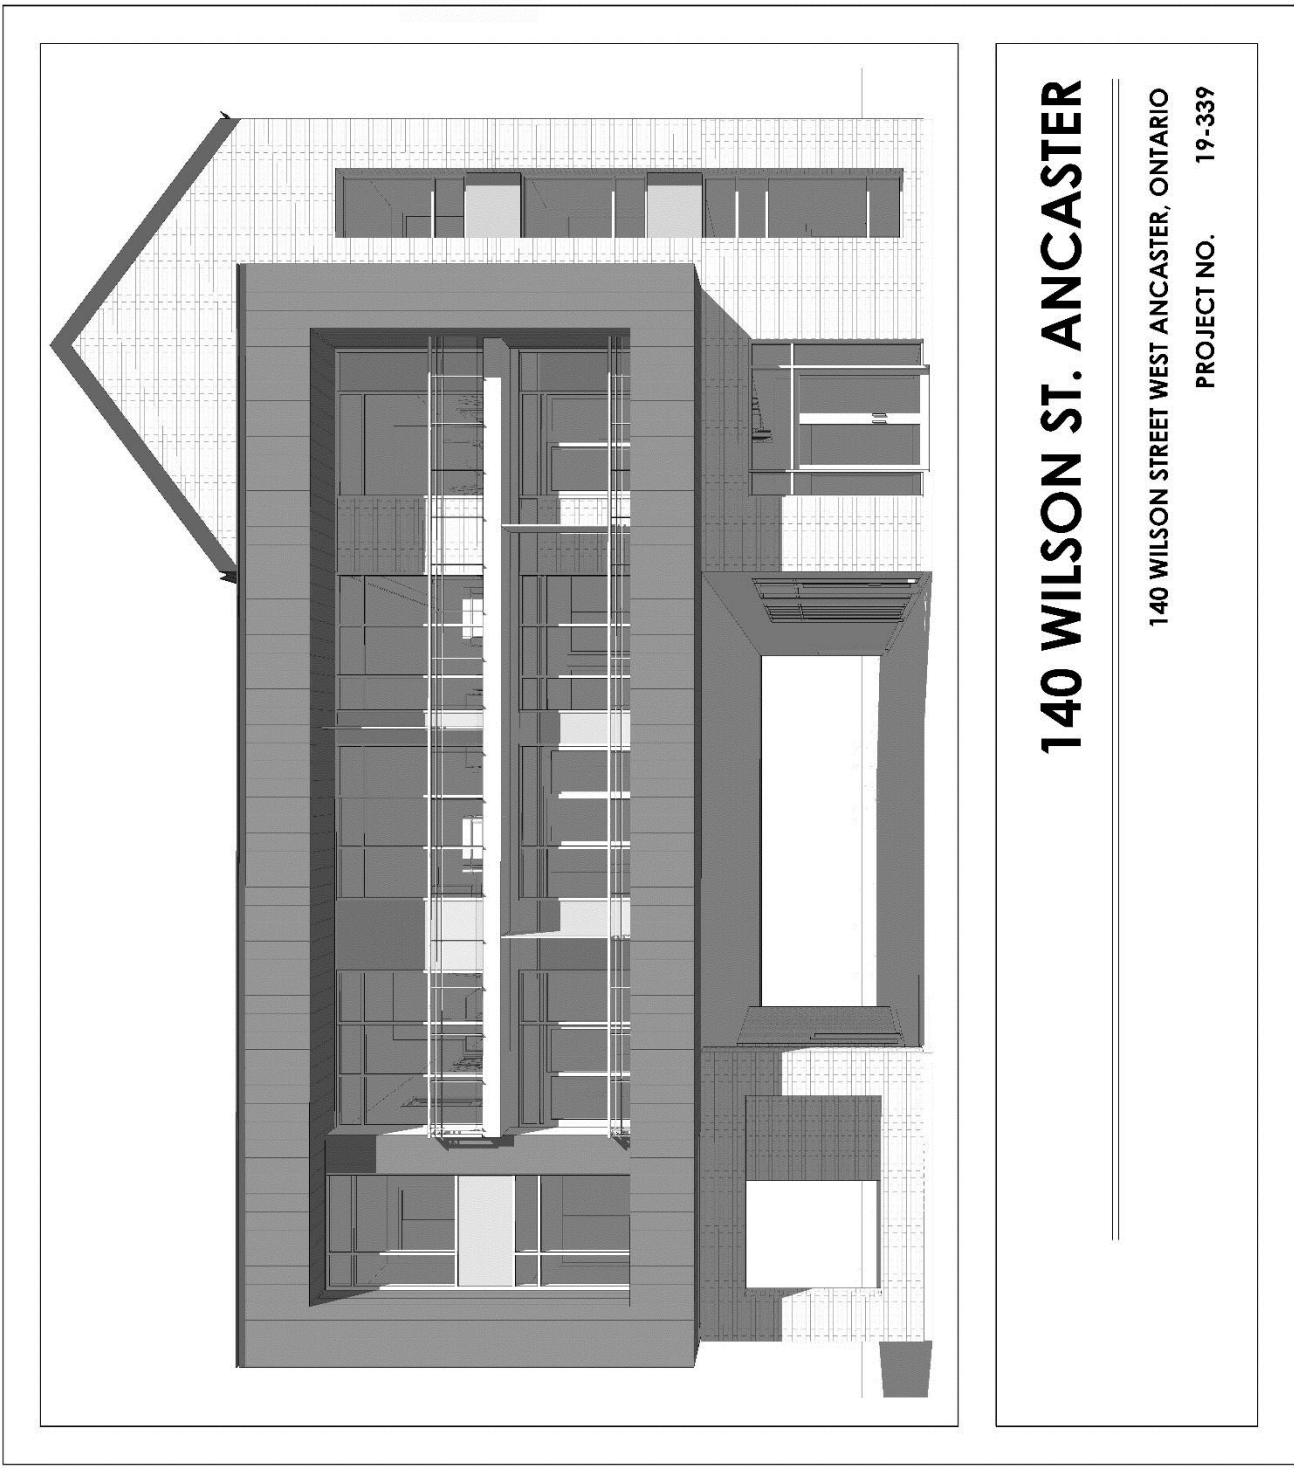 140 WILSON ST. ANCASTER
140 WILSON STREET WEST ANCASTER, ONTARIO
PROJECT NO. 19-339